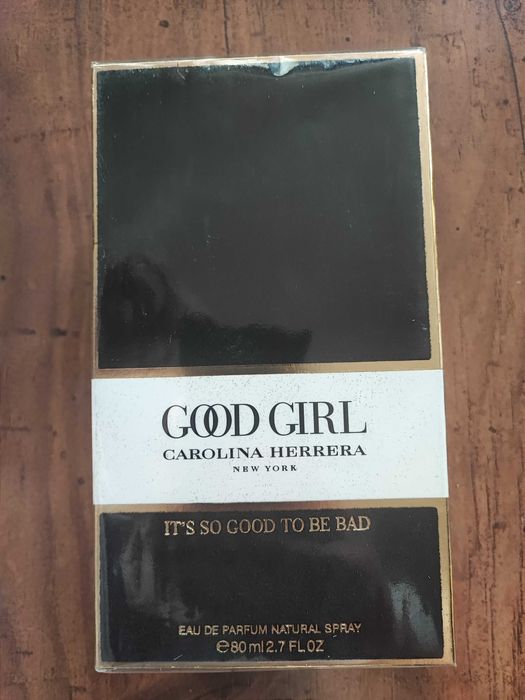 GOOD GIRL
CAROLINA HERRERA
NEW YORK
IT'S SO GOOD TO BE BAD
EAU DE PARFUM NATURAL SPRAY
℮80 ml 2.7 FL.OZ